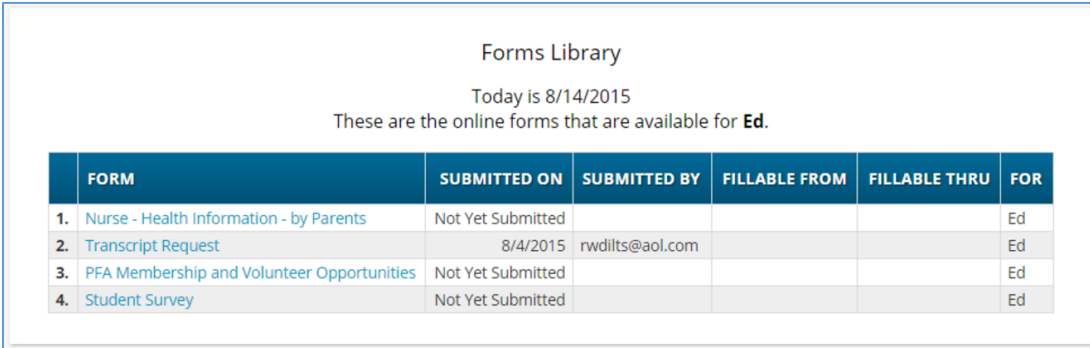 Forms Library
Today is 8/14/2015
These are the online forms that are available for Ed.
FORM SUBMITTED ON SUBMITTED BY FILLABLE FROM FILLABLE THRU FOR
1. Nurse - Health Information - by Parents Not Yet Submitted Ed
2. Transcript Request 8/4/2015 rwdilts@aol.com Ed
3. PFA Membership and Volunteer Opportunities Not Yet Submitted Ed
4. Student Survey Not Yet Submitted Ed